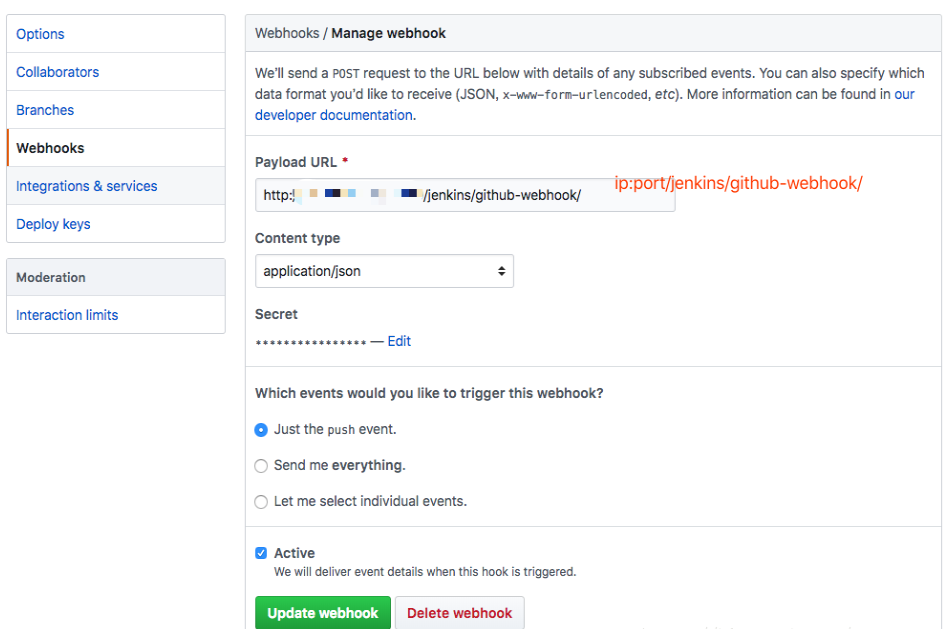 Options
Collaborators
Branches
Webhooks
Integrations & services
Deploy keys
Moderation
Interaction limits
Webhooks / Manage webhook
We'll send a POST request to the URL below with details of any subscribed events. You can also specify which
data format you'd like to receive (JSON, x-www-form-urlencoded, etc). More information can be found in our
developer documentation.
Payload URL *
http:/ /jenkins/github-webhook/
ip:port/jenkins/github-webhook/
Content type
application/json
Secret
**************** — Edit
Which events would you like to trigger this webhook?
Just the push event.
Send me everything.
Let me select individual events.
Active
We will deliver event details when this hook is triggered.
Update webhook
Delete webhook